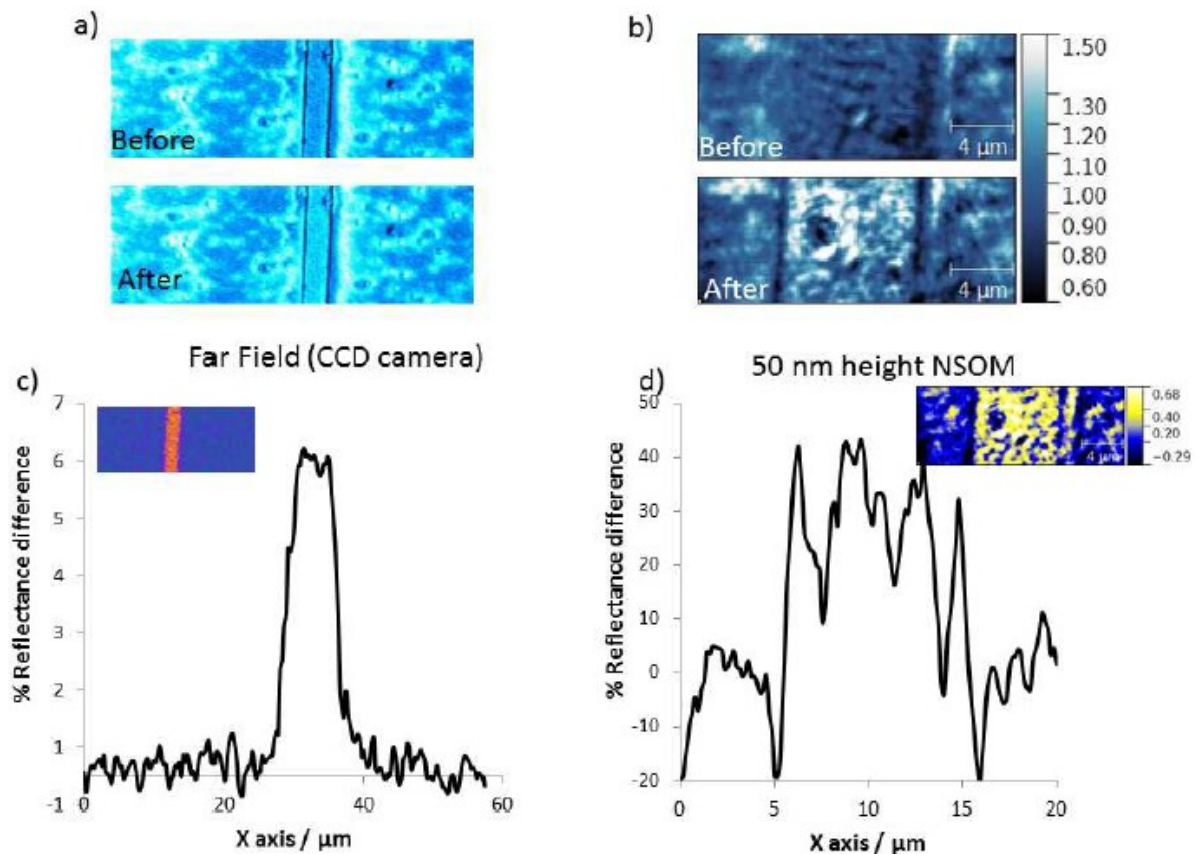 a)
Before
After
b)
Before
4 μm
After
4 μm
1.50
1.30
1.20
1.10
1.00
0.90
0.80
0.60
Far Field (CCD camera)
c)
% Reflectance difference
7
6
5
4
3
2
1
-1
0
20
40
60
X axis / μm
50 nm height NSOM
d)
% Reflectance difference
50
40
30
20
10
0
-10
-20
0
5
10
15
20
X axis / μm
4 μm
0.68
0.40
0.20
−0.29